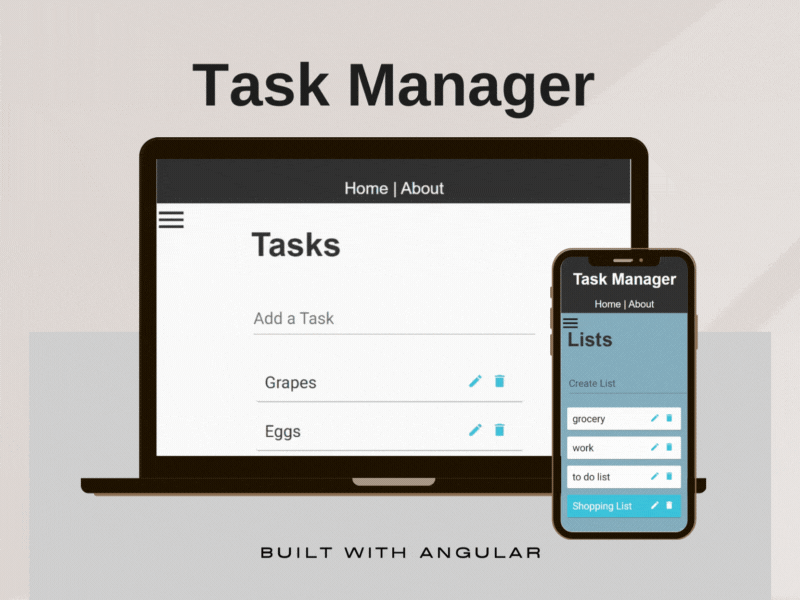 Task Manager
Home | About
Tasks
Add a Task
Grapes
Eggs
Task Manager
Home | About
Lists
Create List
grocery
work
to do list
Shopping List
BUILT WITH ANGULAR